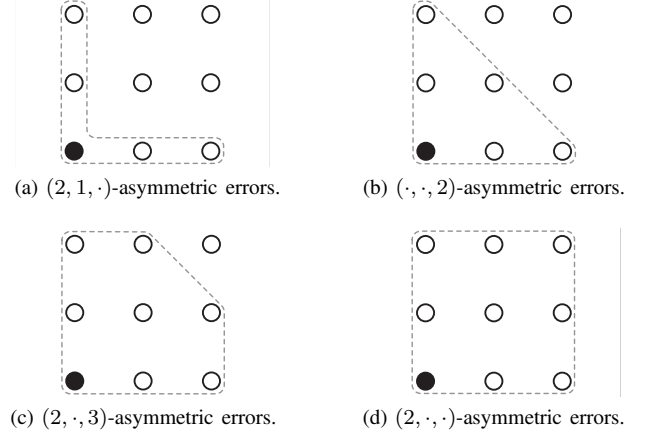 (a) (2, 1, ·)-asymmetric errors.
(b) (·, ·, 2)-asymmetric errors.
(c) (2, ·, 3)-asymmetric errors.
(d) (2, ·, ·)-asymmetric errors.